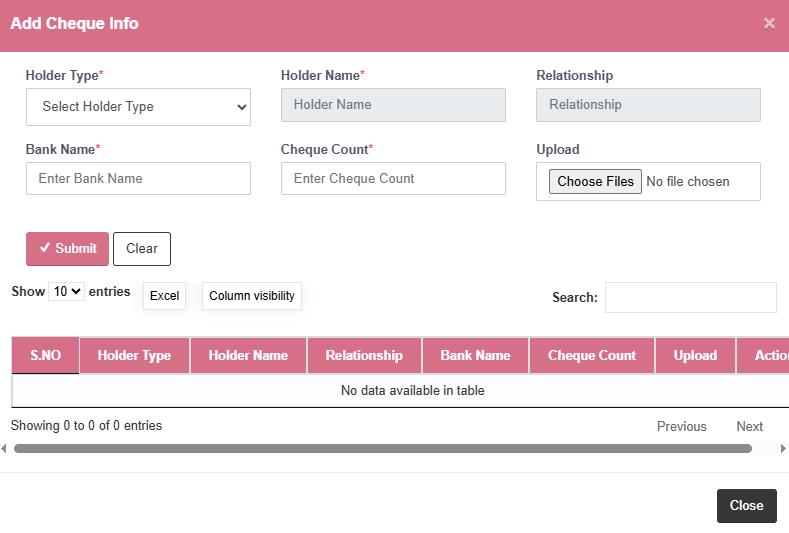 Add Cheque Info ×
Holder Type* Holder Name* Relationship
Select Holder Type Holder Name Relationship
Bank Name* Cheque Count* Upload
Enter Bank Name Enter Cheque Count Choose Files No file chosen
Submit Clear
Show 10 entries Excel Column visibility Search:
S.NO Holder Type Holder Name Relationship Bank Name Cheque Count Upload Actio
No data available in table
Showing 0 to 0 of 0 entries Previous Next
Close